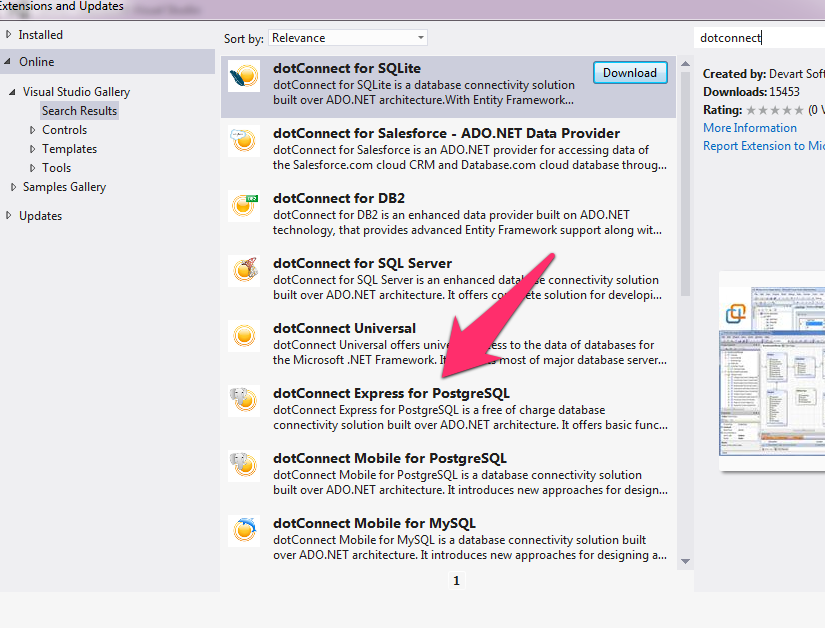 Extensions and Updates
Installed
Online
Visual Studio Gallery
Search Results
Controls
Templates
Tools
Samples Gallery
Updates
Sort by: Relevance
dotConnect for SQLite
Download
dotConnect for SQLite is a database connectivity solution
built over ADO.NET architecture.With Entity Framework...
dotConnect for Salesforce - ADO.NET Data Provider
dotConnect for Salesforce is an ADO.NET provider for accessing data of
the Salesforce.com cloud CRM and Database.com cloud database throug...
dotConnect for DB2
dotConnect for DB2 is an enhanced data provider built on ADO.NET
technology, that provides advanced Entity Framework support along wit...
dotConnect for SQL Server
dotConnect for SQL Server is an enhanced connectivity solution
built over ADO.NET architecture. It offers solution for developi...
dotConnect Universal
dotConnect Universal offers to the data of databases for
the Microsoft .NET Framework. most of major database server...
dotConnect Express for PostgreSQL
dotConnect Express for PostgreSQL is a free of charge database
connectivity solution built over ADO.NET architecture. It offers basic func...
dotConnect Mobile for PostgreSQL
dotConnect Mobile for PostgreSQL is a database connectivity solution
built over ADO.NET architecture. It introduces new approaches for design...
dotConnect Mobile for MySQL
dotConnect Mobile for MySQL is a database connectivity solution built
over ADO.NET architecture. It introduces new approaches for designing a...
1
dotconnect
Created by: Devart Soft
Downloads: 15453
Rating: (0 V
More Information
Report Extension to Mic